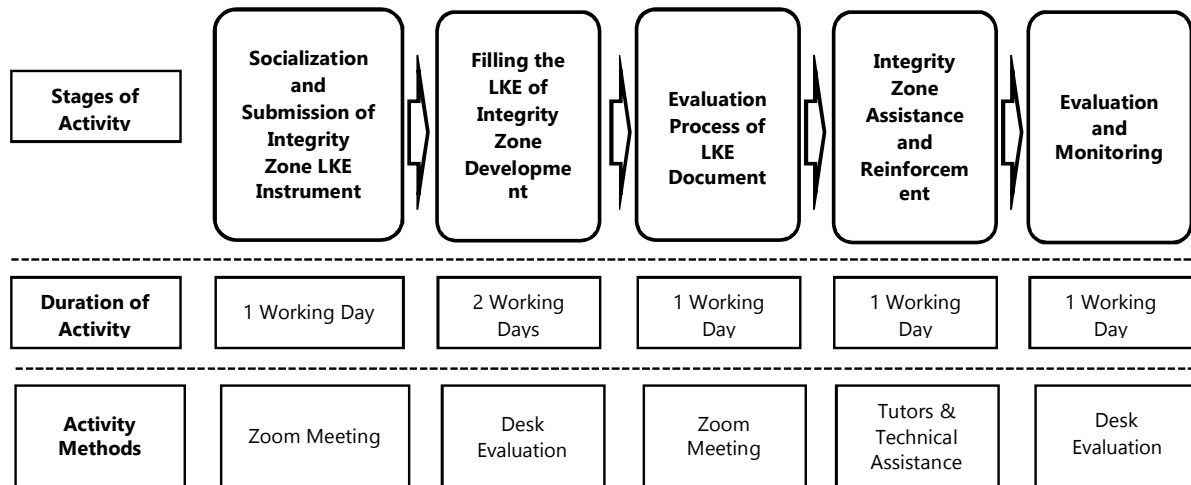 Stages of
Activity
Socialization
and
Submission of
Integrity
Zone LKE
Instrument
Filling the
LKE of
Integrity
Zone
Developme
nt
Evaluation
Process of
LKE
Document
Integrity
Zone
Assistance
and
Reinforcem
ent
Evaluation
and
Monitoring
Duration of
Activity
1 Working Day
2 Working
Days
1 Working
Day
1 Working
Day
1 Working
Day
Activity
Methods
Zoom Meeting
Desk
Evaluation
Zoom
Meeting
Tutors &
Technical
Assistance
Desk
Evaluation